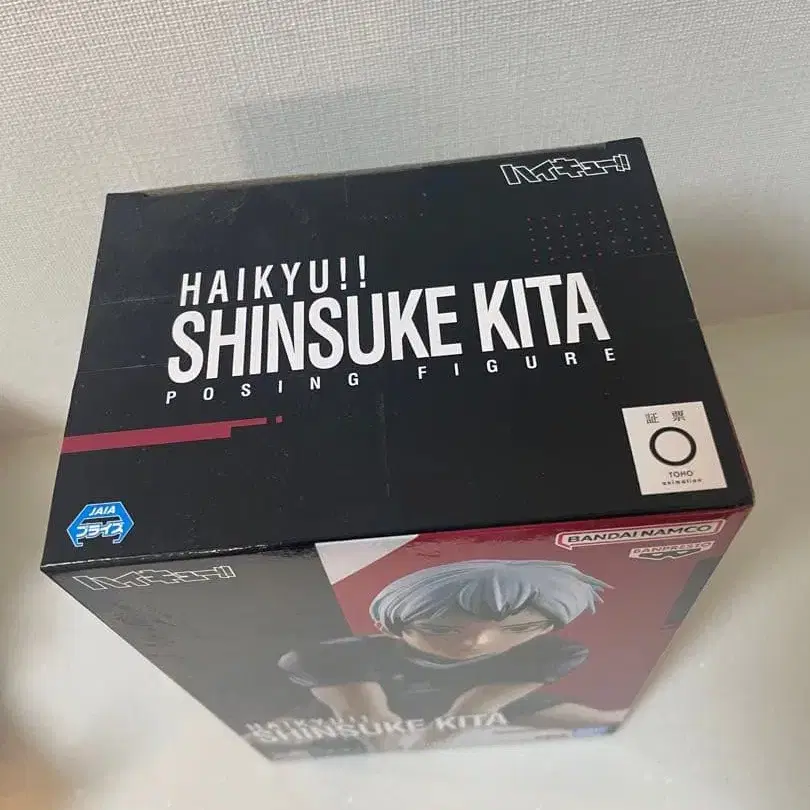 ハイキュー!!
HAIKYU!!
SHINSUKE KITA
POSING FIGURE
証票
TOHO
animation
JAIA
プライズ
BANDAI NAMCO
BANPRESTO
ハイキュー!!
HAIKYU!!
SHINSUKE KITA